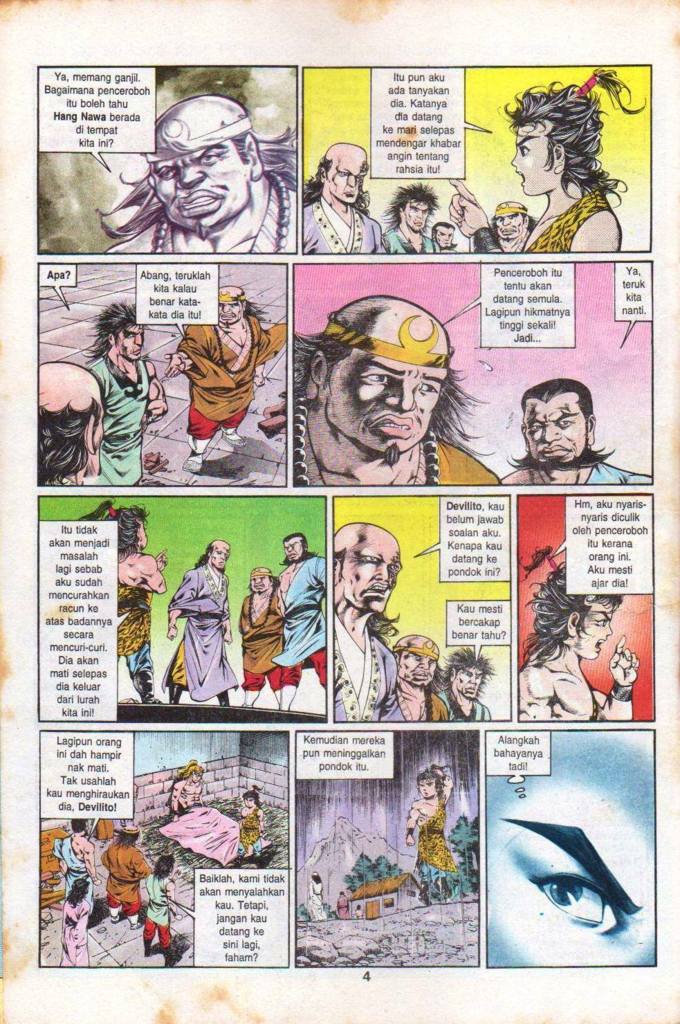 Ya, memang ganjil.
Bagaimana penceroboh
itu boleh tahu
Hang Nawa berada
di tempat
kita ini?
Itu pun aku
ada tanyakan
dia. Katanya
dia datang
ke mari selepas
mendengar khabar
angin tentang
rahsia itu!
Apa?
Abang, teruklah
kita kalau
benar kata-
kata dia itu!
Penceroboh itu
tentu akan
datang semula.
Lagipun hikmatnya
tinggi sekali!
Jadi...
Ya,
teruk
kita
nanti.
Itu tidak
akan menjadi
masalah
lagi sebab
aku sudah
mencurahkan
racun ke
atas badannya
secara
mencuri-curi.
Dia akan
mati selepas
dia keluar
dari lurah
kita ini!
Devilito, kau
belum jawab
soalan aku.
Kenapa kau
datang ke
pondok ini?
Kau mesti
bercakap
benar tahu?
Hm, aku nyaris-
nyaris diculik
oleh penceroboh
itu kerana
orang ini.
Aku mesti
ajar dia!
Lagipun orang
ini dah hampir
nak mati.
Tak usahlah
kau menghiraukan
dia, Devlito!
Baiklah, kami tidak
akan menyalahkan
kau. Tetapi,
jangan kau
datang ke
sini lagi,
faham?
Kemudian mereka
pun meninggalkan
pondok itu.
Alangkah
bahayanya
tadi!
4